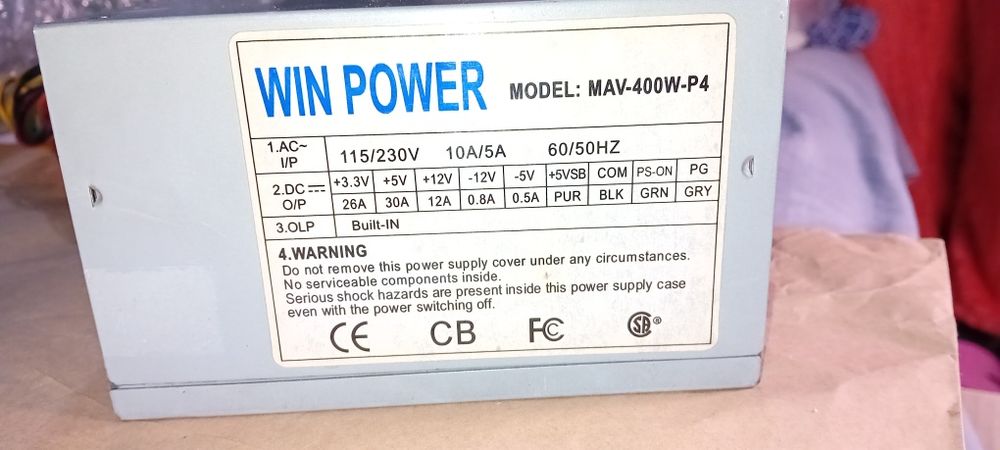 WIN POWER MODEL: MAV-400W-P4
1.AC~ I/P 115/230V 10A/5A 60/50HZ
2.DC⎓ O/P +3.3V +5V +12V -12V -5V +5VSB COM PS-ON PG
26A 30A 12A 0.8A 0.5A PUR BLK GRN GRY
3.OLP Built-IN
4.WARNING
Do not remove this power supply cover under any circumstances.
No serviceable components inside.
Serious shock hazards are present inside this power supply case
even with the power switching off.
CE CB FC SA®